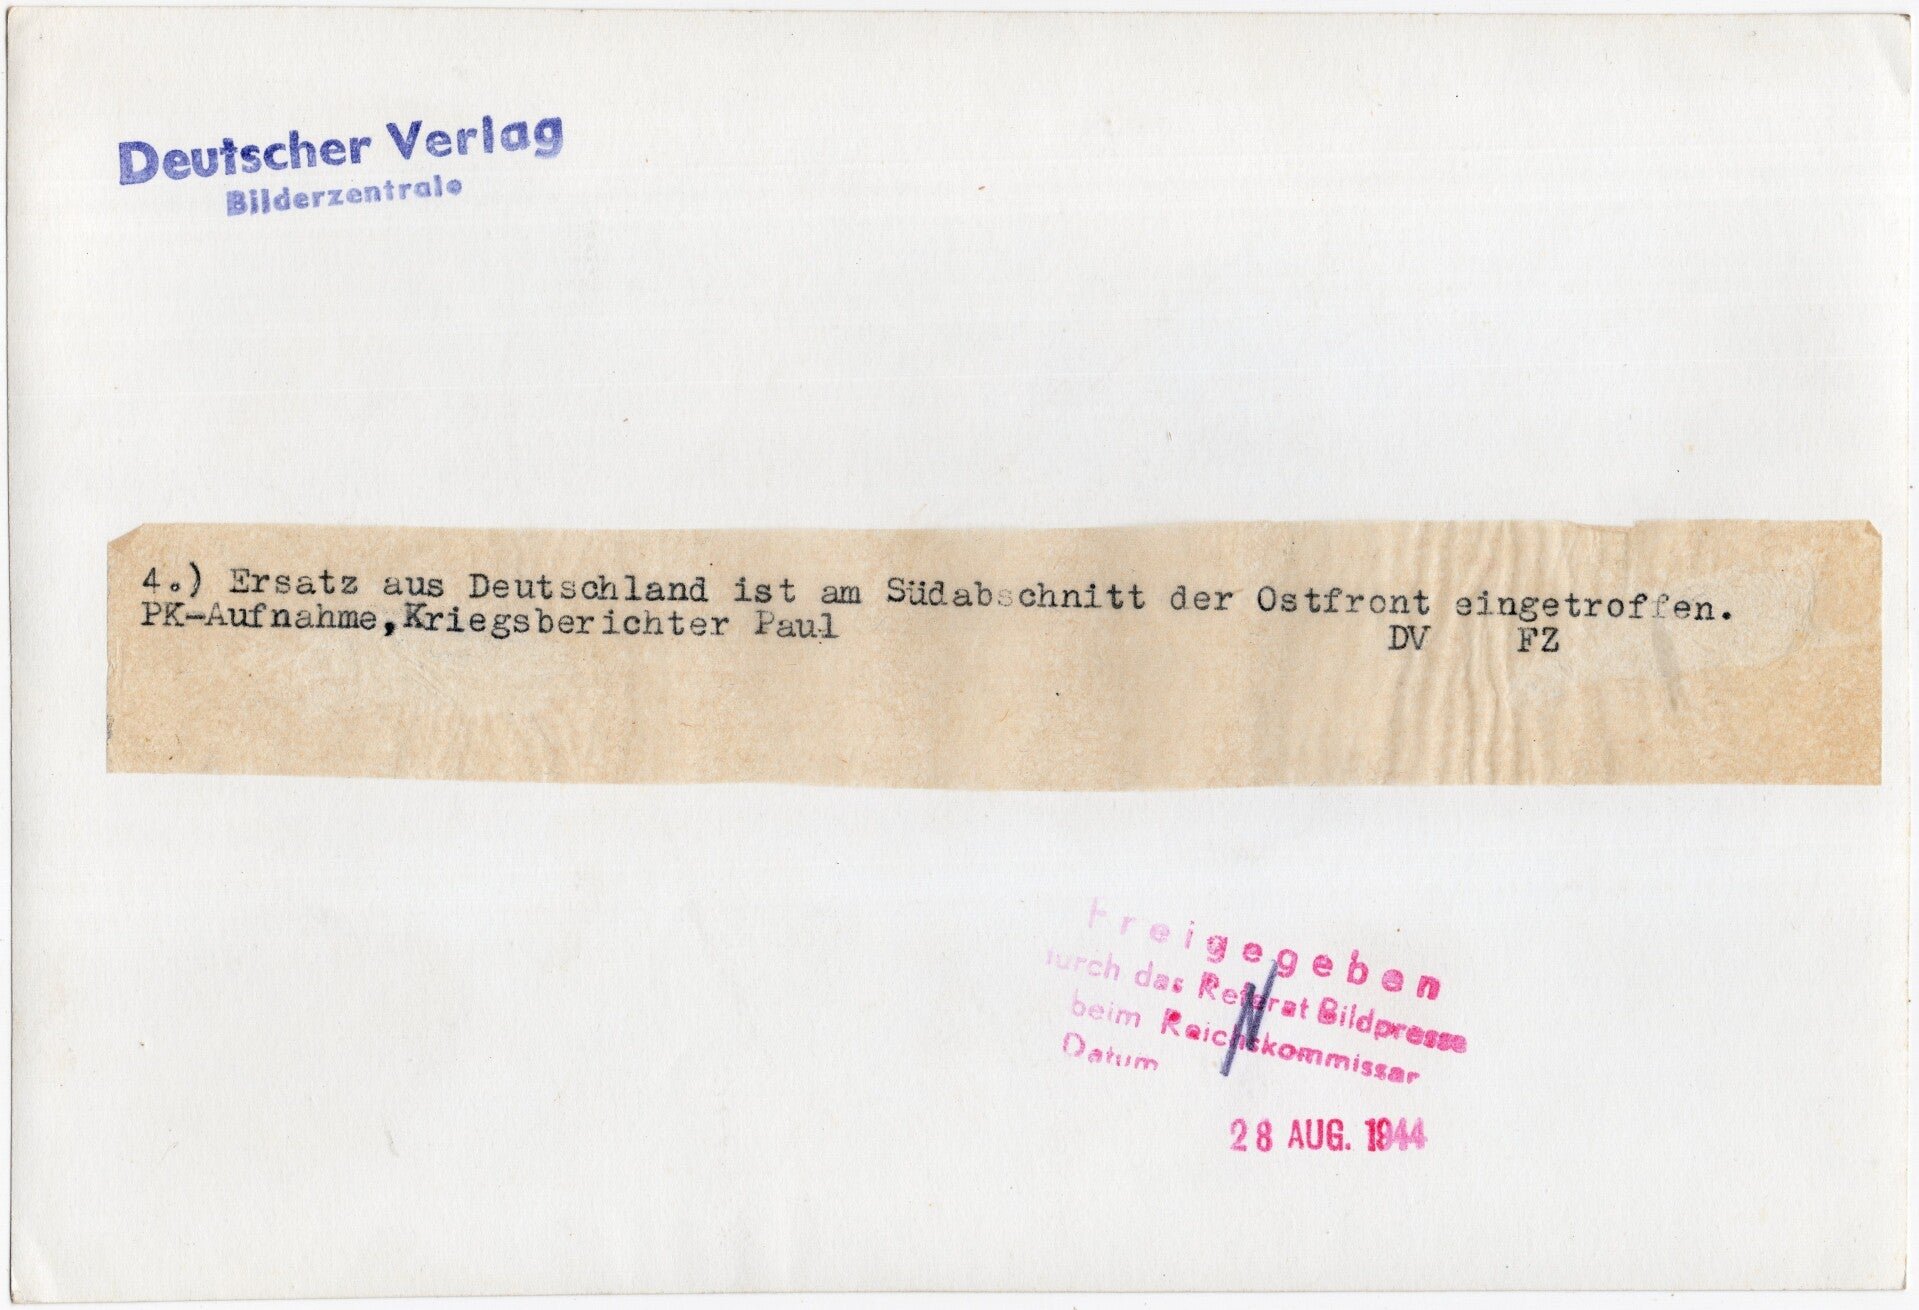 Deutscher Verlag
Bilderzentrale
4.) Ersatz aus Deutschland ist am Südabschnitt der Ostfront eingetroffen.
PK-Aufnahme,Kriegsberichter Paul
DV FZ
Freigegeben
durch das Referat Bildpresse
beim Reichskommissar
Datum
28 AUG. 1944